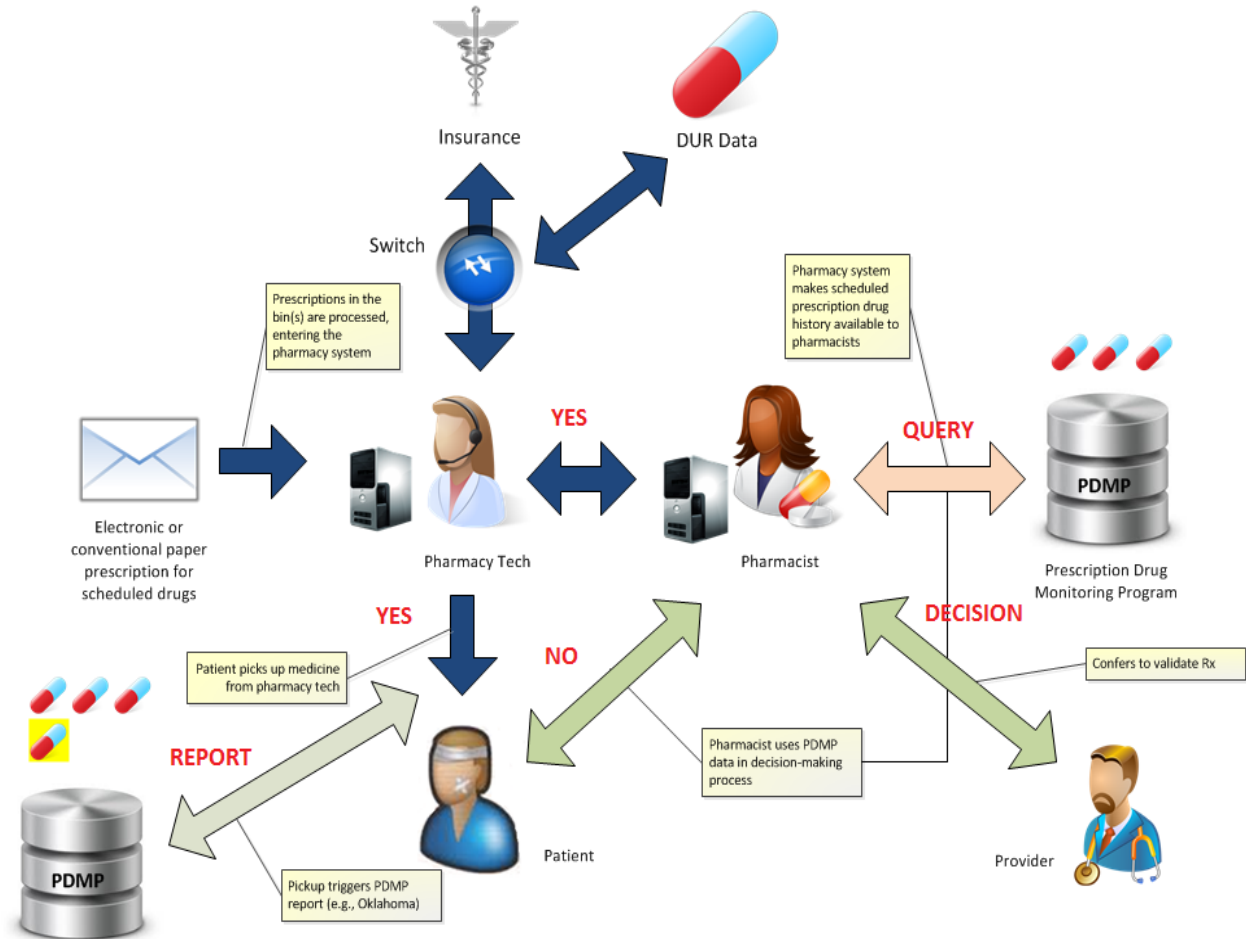 Insurance
DUR Data
Switch
Prescriptions in the
bin(s) are processed,
entering the
pharmacy system
Pharmacy system
makes scheduled
prescription drug
history available to
pharmacists
YES
QUERY
PDMP
Electronic or
conventional paper
prescription for
scheduled drugs
Pharmacy Tech
Pharmacist
Prescription Drug
Monitoring Program
YES
DECISION
NO
Patient picks up medicine
from pharmacy tech
Confers to validate Rx
REPORT
Pharmacist uses PDMP
data in decision-making
process
Patient
Provider
PDMP
Pickup triggers PDMP
report (e.g., Oklahoma)